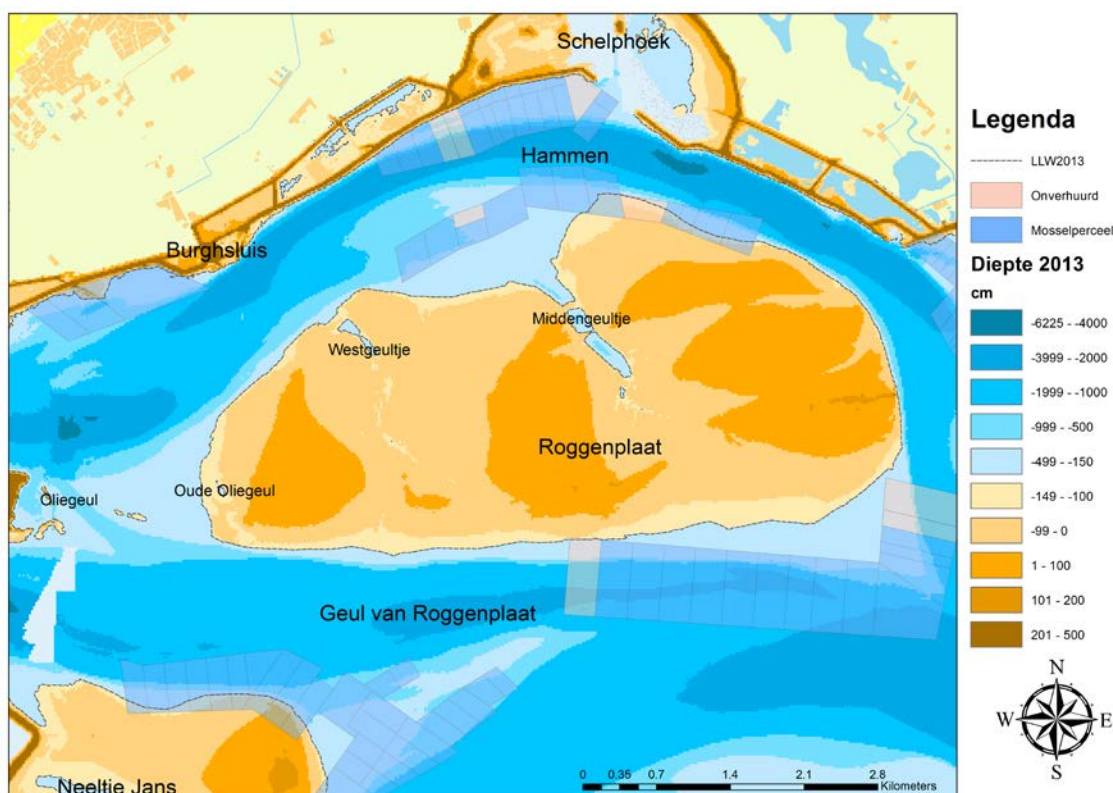 Schelphoek
Hammen
Burghsluis
Middengeultje
Westgeultje
Roggenplaat
Oude Oliegeul
Oliegeul
Geul van Roggenplaat
Neeltje Jans
0 0.35 0.7 1.4 2.1 2.8
Kilometers
Legenda
LLW2013
Onverhuurd
Mosselperceel
Diepte 2013
cm
-6225 - -4000
-3999 - -2000
-1999 - -1000
-999 - -500
-499 - -150
-149 - -100
-99 - 0
1 - 100
101 - 200
201 - 500
N
W E
S